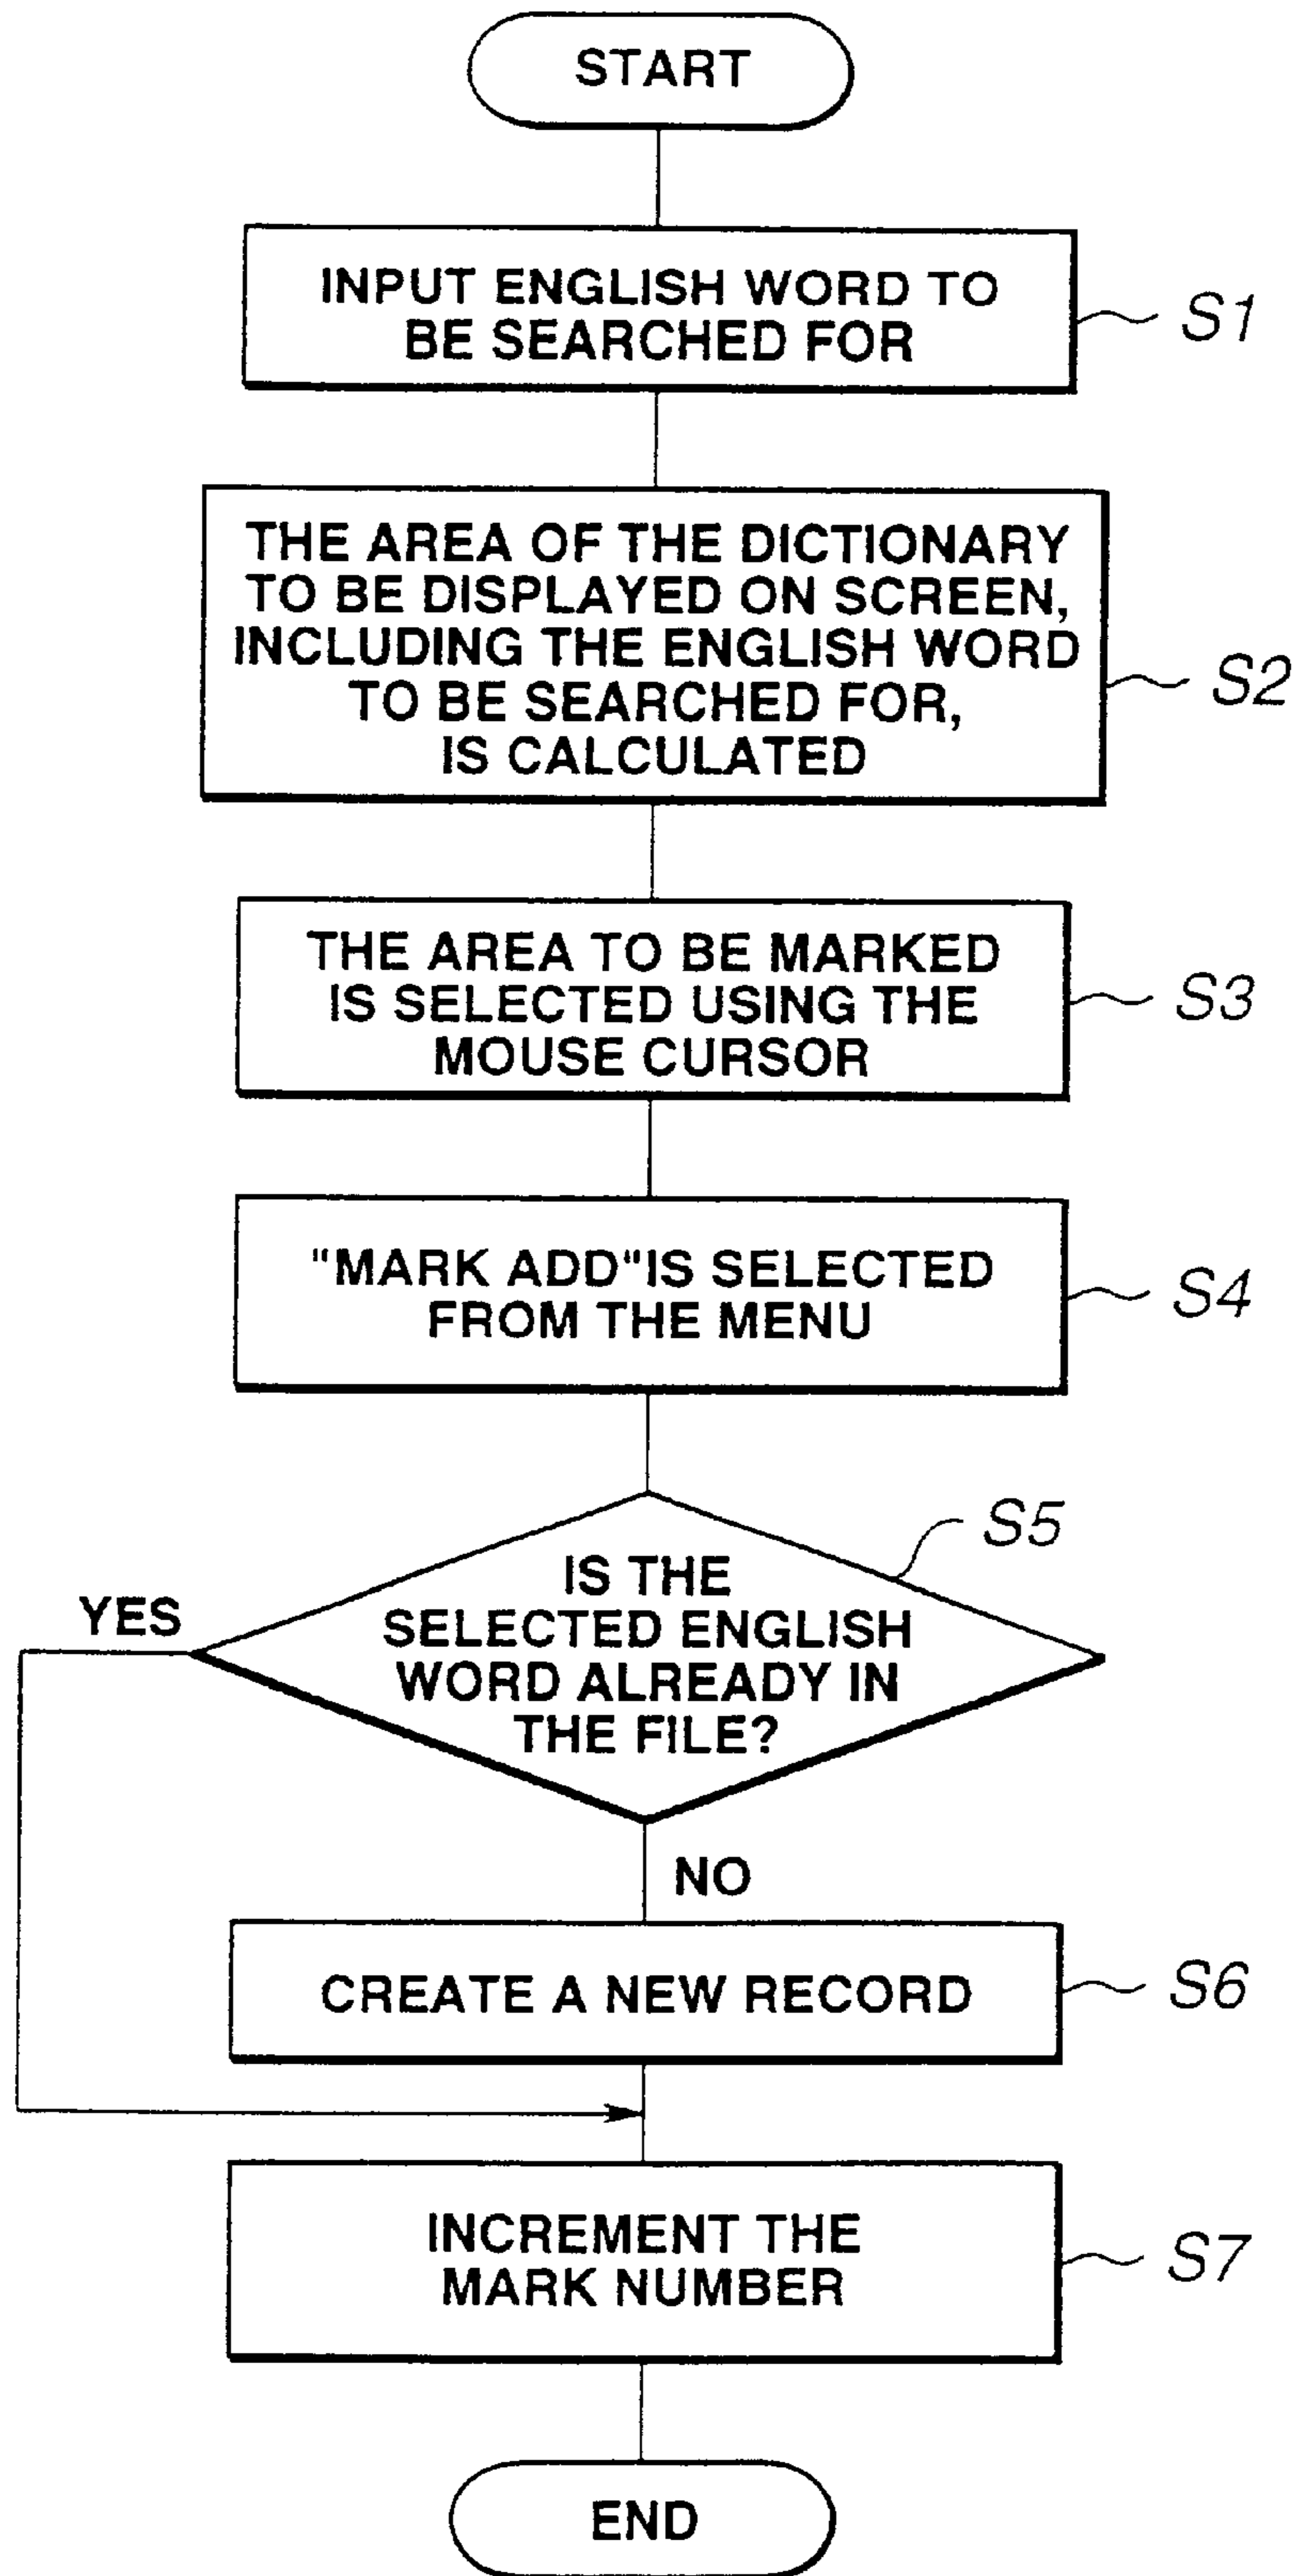 START
INPUT ENGLISH WORD TO
BE SEARCHED FOR
S1
THE AREA OF THE DICTIONARY
TO BE DISPLAYED ON SCREEN,
INCLUDING THE ENGLISH WORD
TO BE SEARCHED FOR,
IS CALCULATED
S2
THE AREA TO BE MARKED
IS SELECTED USING THE
MOUSE CURSOR
S3
"MARK ADD"IS SELECTED
FROM THE MENU
S4
S5
IS THE
SELECTED ENGLISH
WORD ALREADY IN
THE FILE?
YES
NO
CREATE A NEW RECORD
S6
INCREMENT THE
MARK NUMBER
S7
END